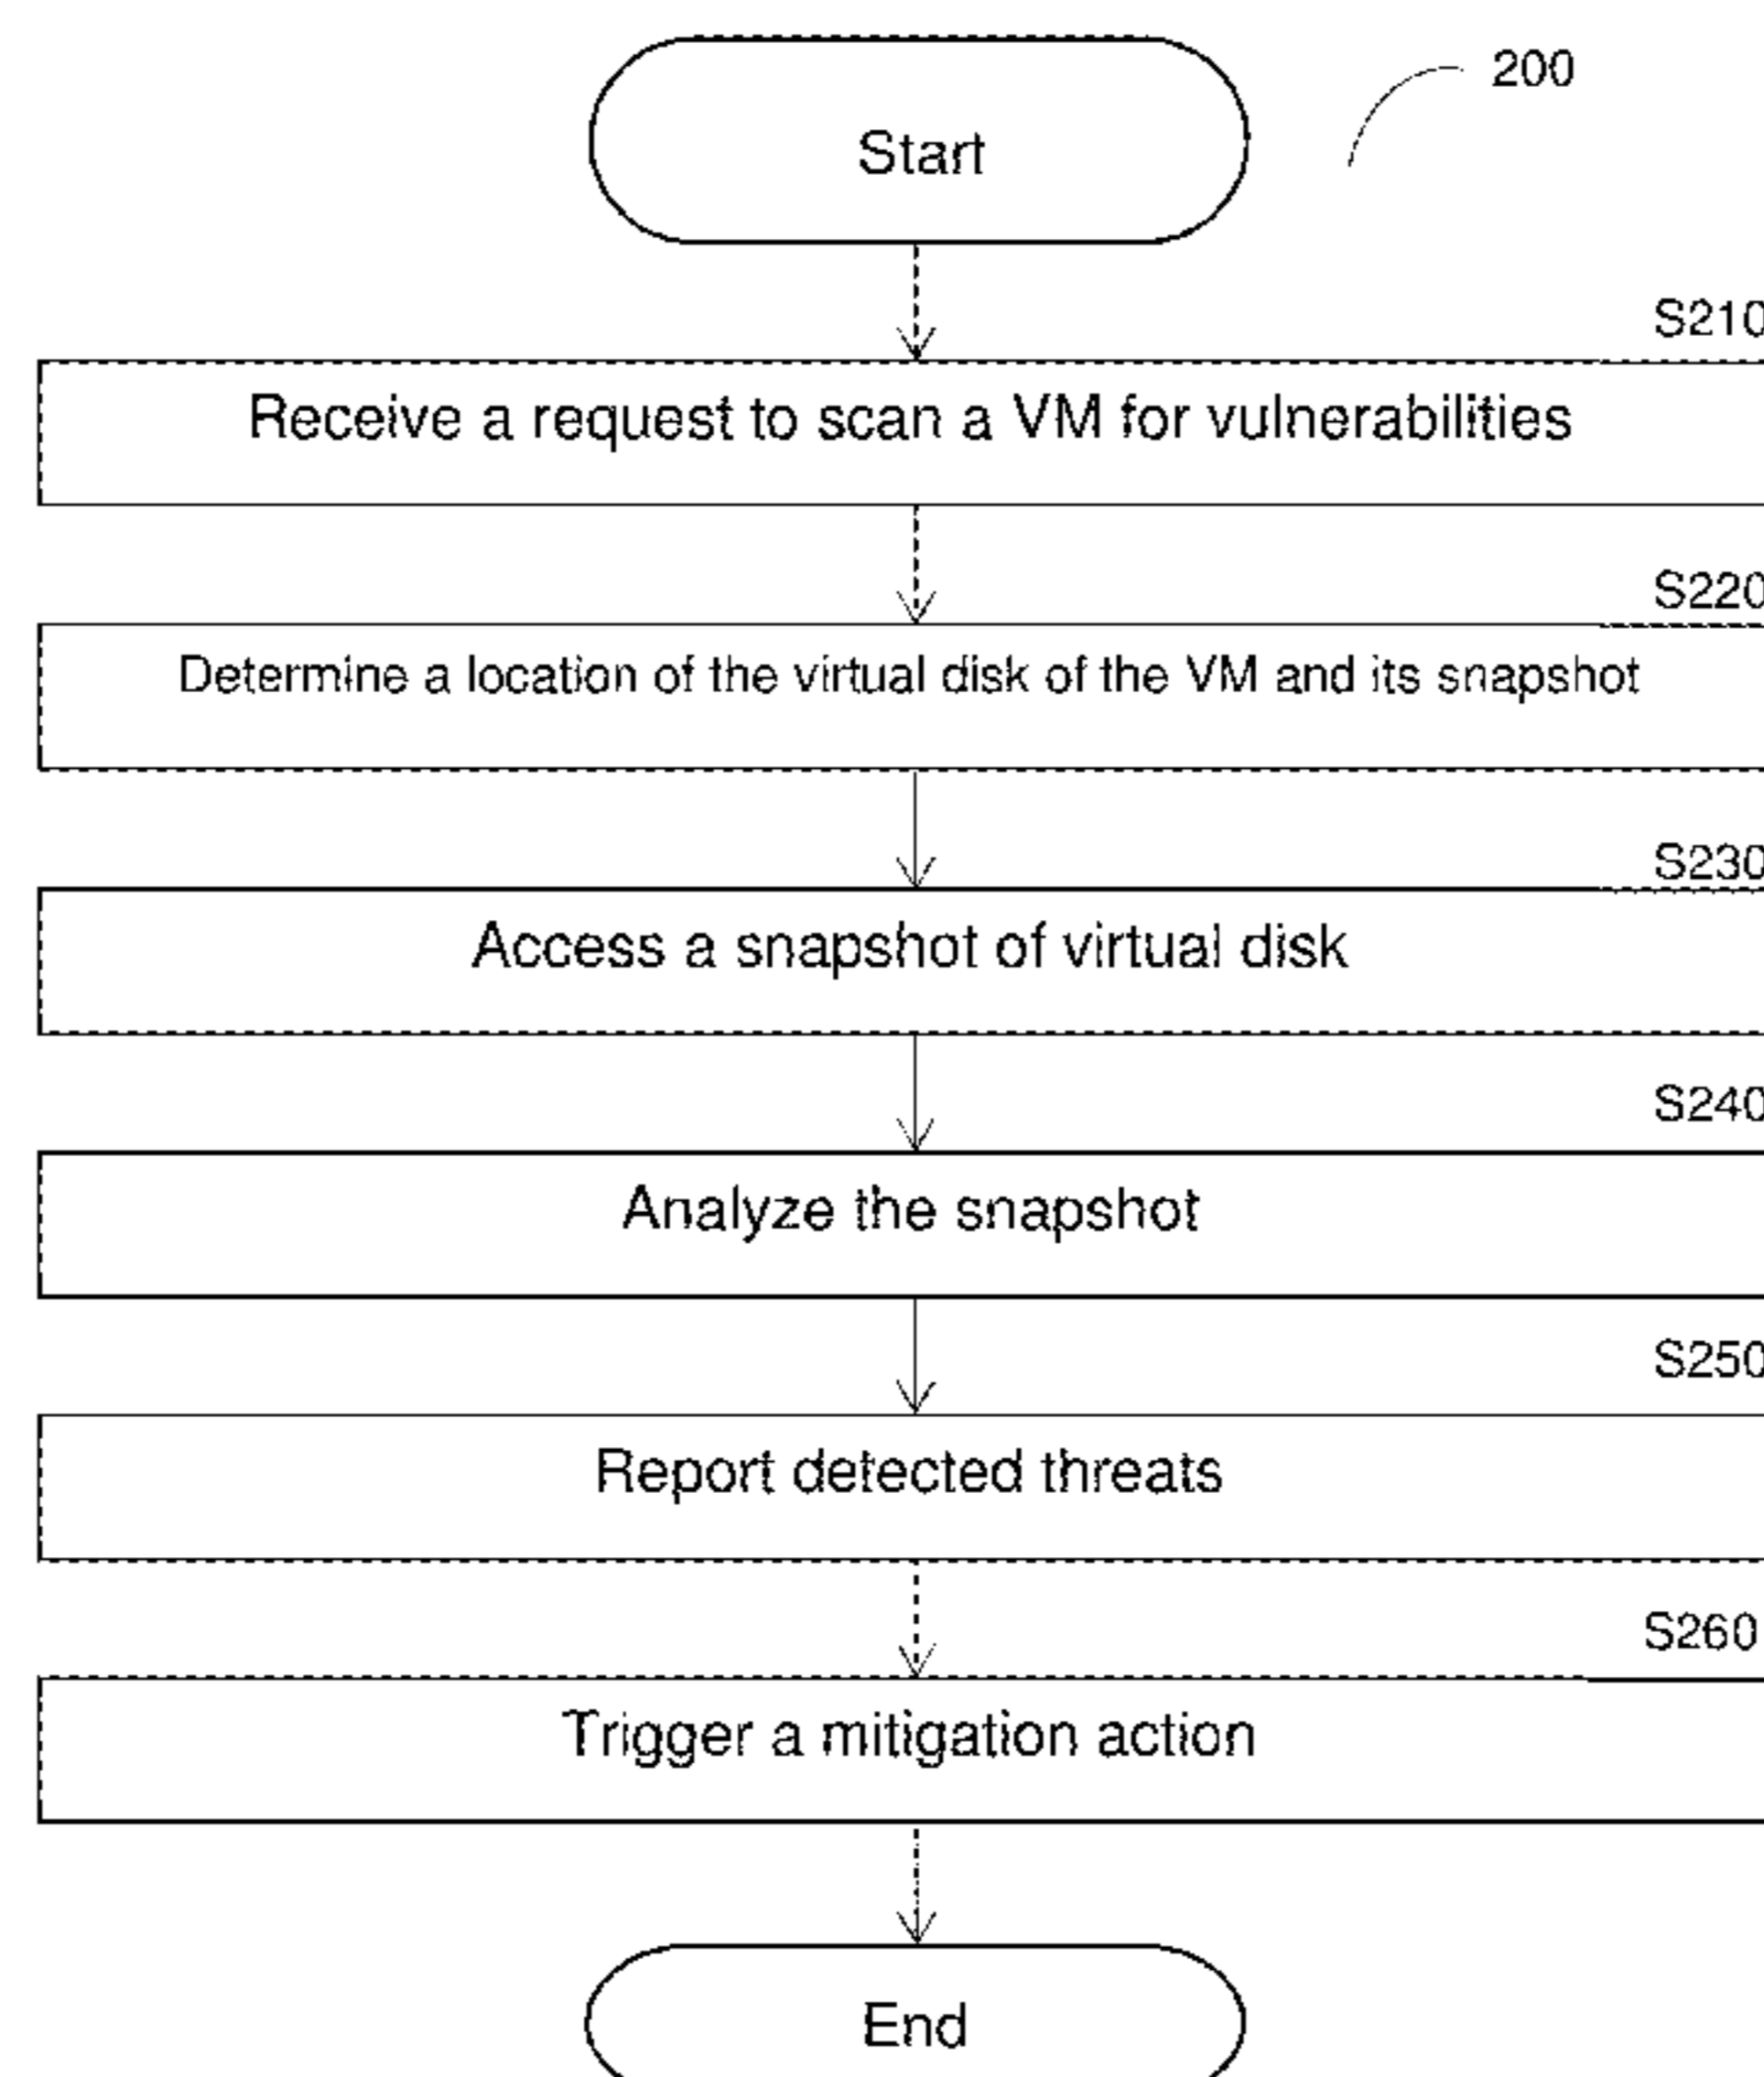 200
Start
S210
Receive a request to scan a VM for vulnerabilities
S220
Determine a location of the virtual disk of the VM and its snapshot
S230
Access a snapshot of virtual disk
S240
Analyze the snapshot
S250
Report detected threats
S260
Trigger a mitigation action
End